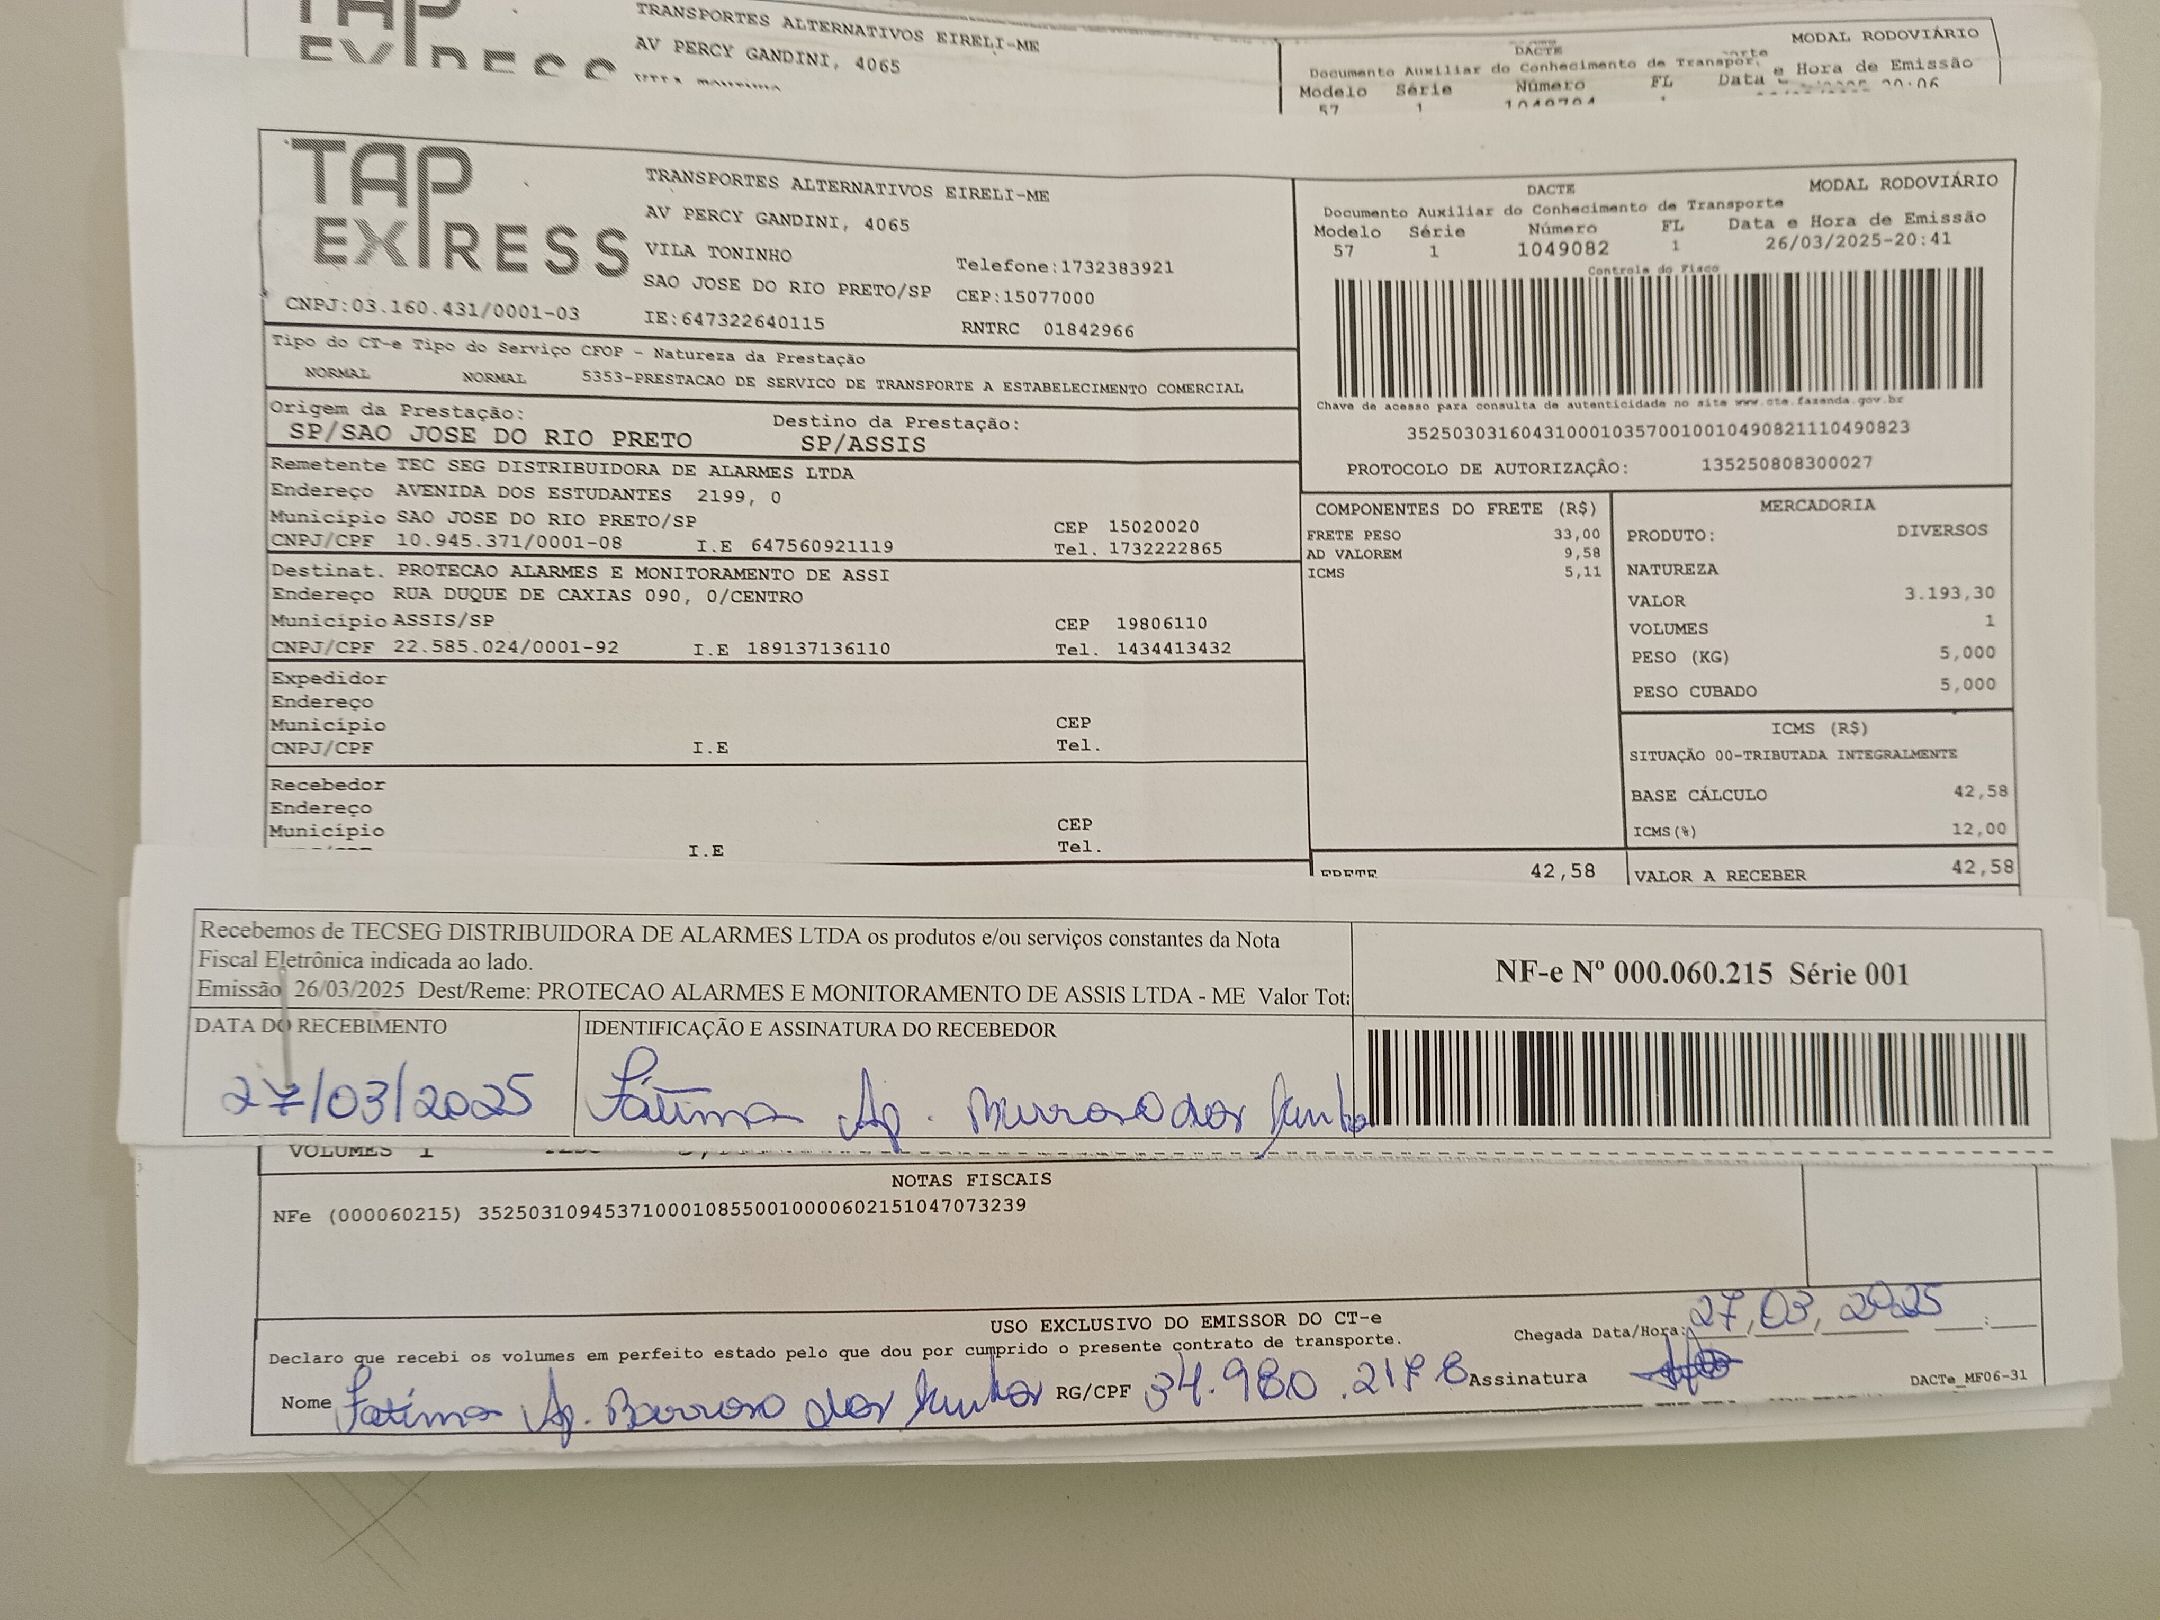 TAP
TRANSPORTES ALTERNATIVOS EIRELI-ME
AV PERCY GANDINI, 4065
MODAL RODOVIÁRIO
DACTE
Documento Auxiliar do Conhecimento de Transpor
Modelo Série Número FL Data e Hora de Emissão
57 1
TAP
EXPRESS
TRANSPORTES ALTERNATIVOS EIRELI-ME
AV PERCY GANDINI, 4065
VILA TONINHO
Telefone:1732383921
SAO JOSE DO RIO PRETO/SP CEP:15077000
CNPJ:03.160.431/0001-03 IE:647322640115 RNTRC 01842966
DACTE MODAL RODOVIÁRIO
Documento Auxiliar do Conhecimento de Transporte
Modelo Série Número FL Data e Hora de Emissão
57 1 1049082 1 26/03/2025-20:41
Controle do Fisco
Chave de acesso para consulta de autenticidade no site www.cte.fazenda.gov.br
35250303160431000103570010010490821110490823
PROTOCOLO DE AUTORIZAÇÃO: 135250808300027
Tipo do CT-e Tipo do Serviço CFOP - Natureza da Prestação
NORMAL NORMAL 5353-PRESTACAO DE SERVICO DE TRANSPORTE A ESTABELECIMENTO COMERCIAL
Origem da Prestação: Destino da Prestação:
SP/SAO JOSE DO RIO PRETO SP/ASSIS
Remetente TEC SEG DISTRIBUIDORA DE ALARMES LTDA
Endereço AVENIDA DOS ESTUDANTES 2199, 0
Município SAO JOSE DO RIO PRETO/SP CEP 15020020
CNPJ/CPF 10.945.371/0001-08 I.E 647560921119 Tel. 1732222865
Destinat. PROTECAO ALARMES E MONITORAMENTO DE ASSI
Endereço RUA DUQUE DE CAXIAS 090, 0/CENTRO
Município ASSIS/SP CEP 19806110
CNPJ/CPF 22.585.024/0001-92 I.E 189137136110 Tel. 1434413432
Expedidor
Endereço
Município CEP
CNPJ/CPF I.E Tel.
Recebedor
Endereço
Município CEP
I.E Tel.
COMPONENTES DO FRETE (R$)
FRETE PESO 33,00
AD VALOREM 9,58
ICMS 5,11
MERCADORIA
PRODUTO: DIVERSOS
NATUREZA
VALOR 3.193,30
VOLUMES 1
PESO (KG) 5,000
PESO CUBADO 5,000
ICMS (R$)
SITUAÇÃO 00-TRIBUTADA INTEGRALMENTE
BASE CÁLCULO 42,58
ICMS(%) 12,00
FRETE 42,58 VALOR A RECEBER 42,58
Recebemos de TECSEG DISTRIBUIDORA DE ALARMES LTDA os produtos e/ou serviços constantes da Nota
Fiscal Eletrônica indicada ao lado.
Emissão 26/03/2025 Dest/Reme: PROTECAO ALARMES E MONITORAMENTO DE ASSIS LTDA - ME Valor Tot
NF-e Nº 000.060.215 Série 001
DATA DO RECEBIMENTO IDENTIFICAÇÃO E ASSINATURA DO RECEBEDOR
27/03/2025 Fátima Ap. Barroso dos Santos
VOLUMES 1
NOTAS FISCAIS
NFe (000060215) 35250310945371000108550010000602151047073239
USO EXCLUSIVO DO EMISSOR DO CT-e
Declaro que recebi os volumes em perfeito estado pelo que dou por cumprido o presente contrato de transporte.
Chegada Data/Hora: 27/03/2025
Nome Fatima Ap. Barroso dos Santos RG/CPF 34.980.217-8 Assinatura
DACTe_MF06-31